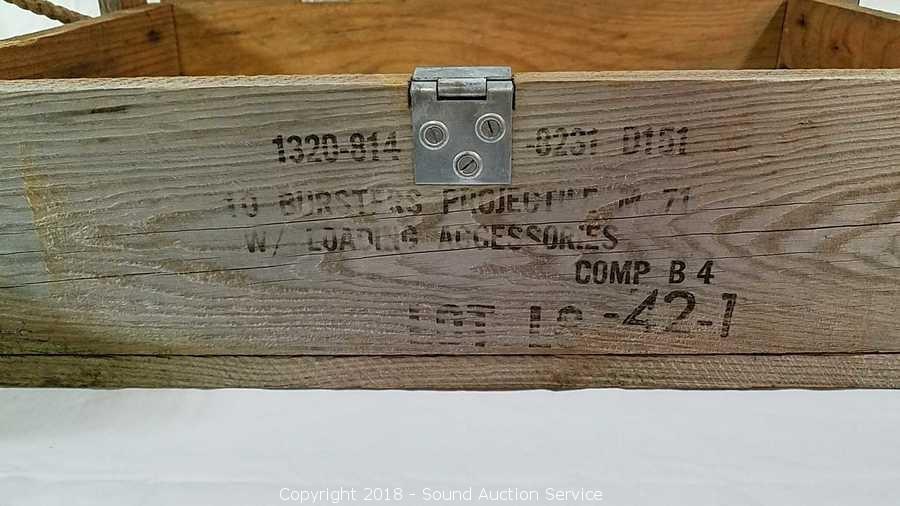 1320-814 -8231 D151
10 BURSTERS PROJECTILE M 71
W/ LOADING ACCESSORIES
COMP B 4
LOT LS -42-1
Copyright 2018 - Sound Auction Service